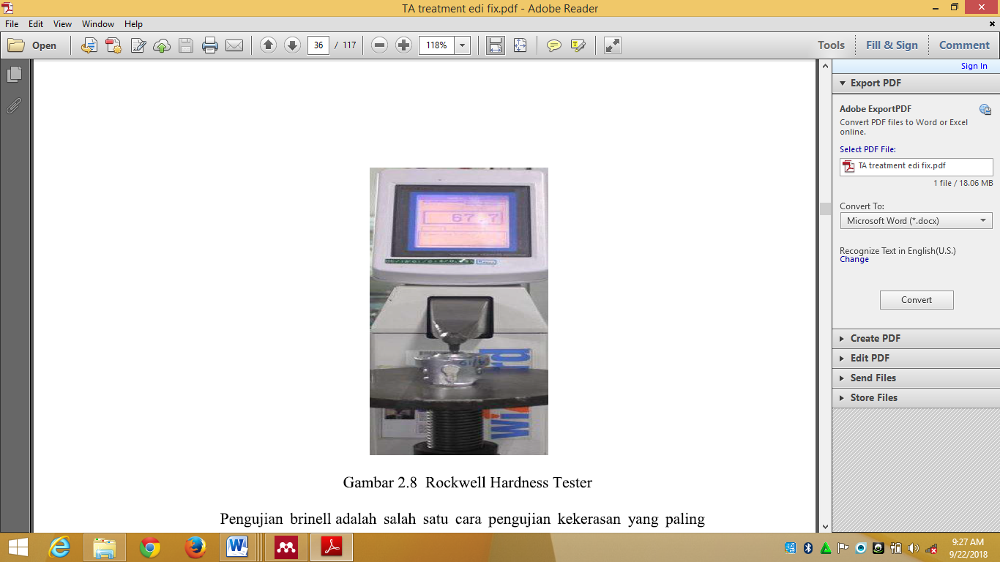 TA treatment edi fix.pdf - Adobe Reader
File Edit View Window Help
Open 36 / 117 118% Tools Fill & Sign Comment
Sign In
Export PDF
Adobe ExportPDF
Convert PDF files to Word or Excel
online.
Select PDF File:
TA treatment edi fix.pdf
1 file / 18.06 MB
Convert To:
Microsoft Word (*.docx)
Recognize Text in English(U.S.)
Change
Convert
Create PDF
Edit PDF
Send Files
Store Files
67.7
Gambar 2.8 Rockwell Hardness Tester
Pengujian brinell adalah salah satu cara pengujian kekerasan yang paling
9:27 AM
9/22/2018